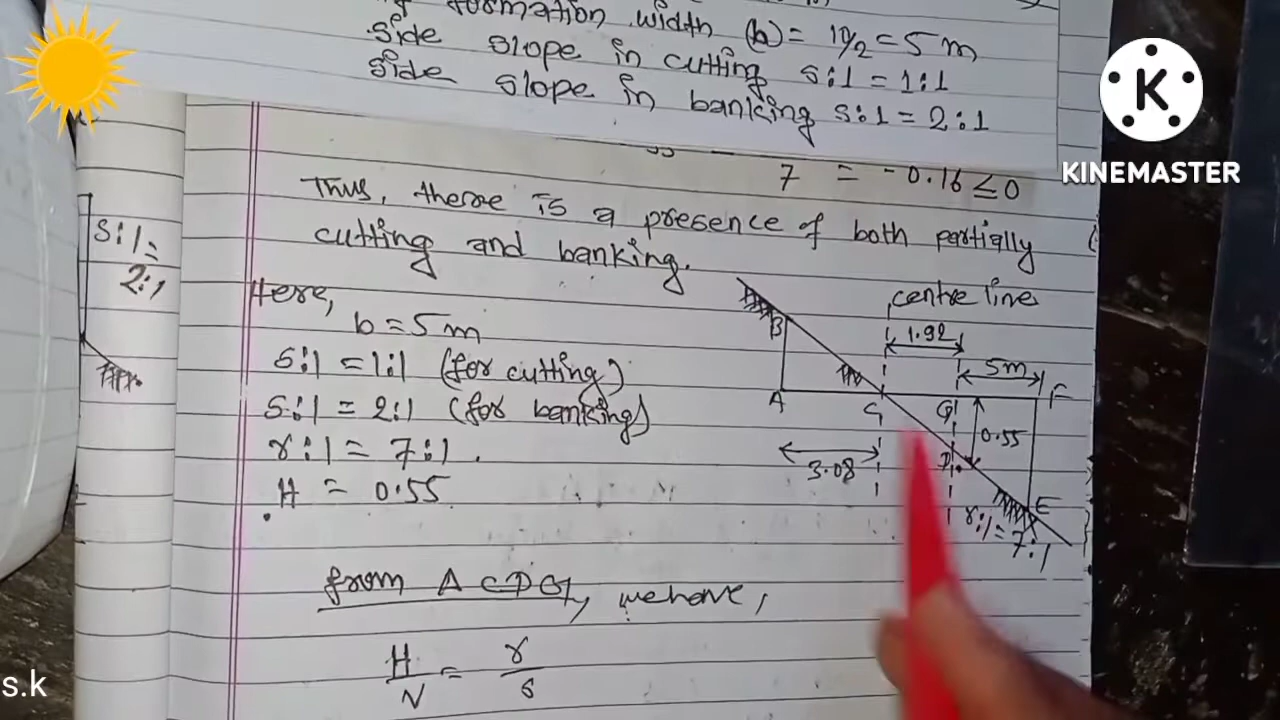 formation width (b) = 10/2 = 5 m
side slope in cutting s:1 = 1:1
side slope in banking s:1 = 2:1
K
KINEMASTER
7 = -0.16 ≤ 0
Thus, there is a presence of both partially
cutting and banking.
s:1 =
2:1
Here,
b = 5 m
s:1 = 1:1 (for cutting)
s:1 = 2:1 (for banking)
r:1 = 7:1.
H = 0.55
centre line
1.92
5m
B
A
C
G
F
0.55
3.08
D
E
r:1 = 7:1
from Δ CDG, we have,
H/V = r/s
s.k